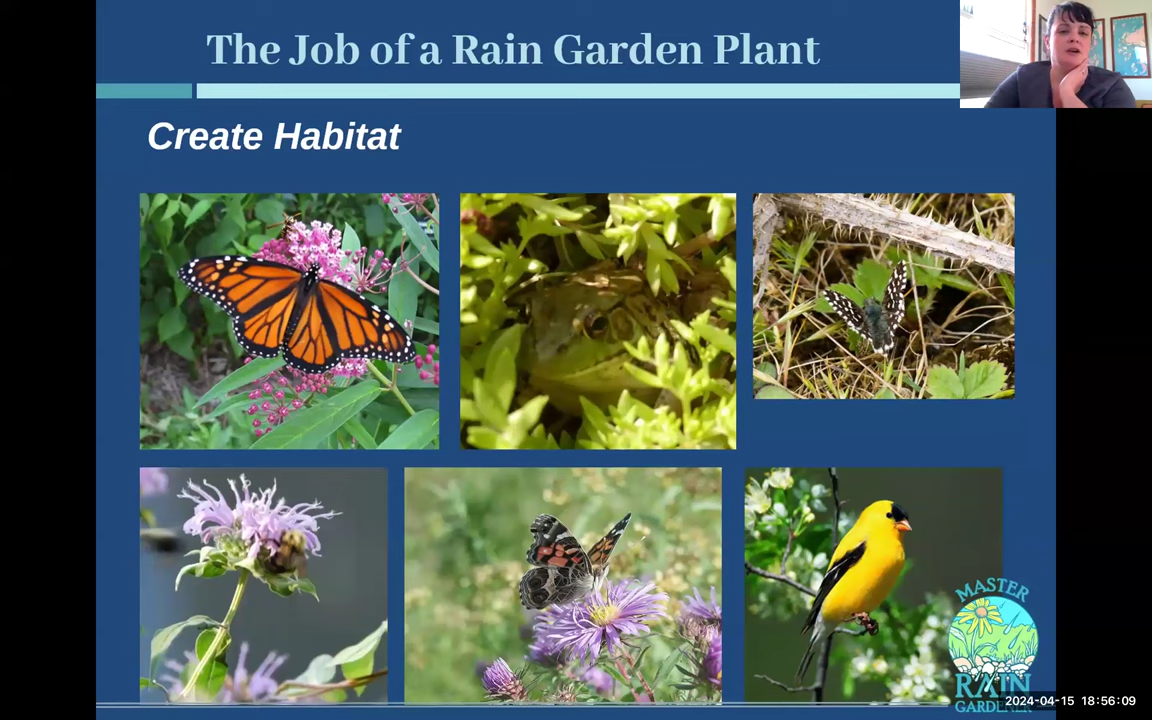 The Job of a Rain Garden Plant
Create Habitat
MASTER
RAIN
GARDENER
2024-04-15 18:56:09